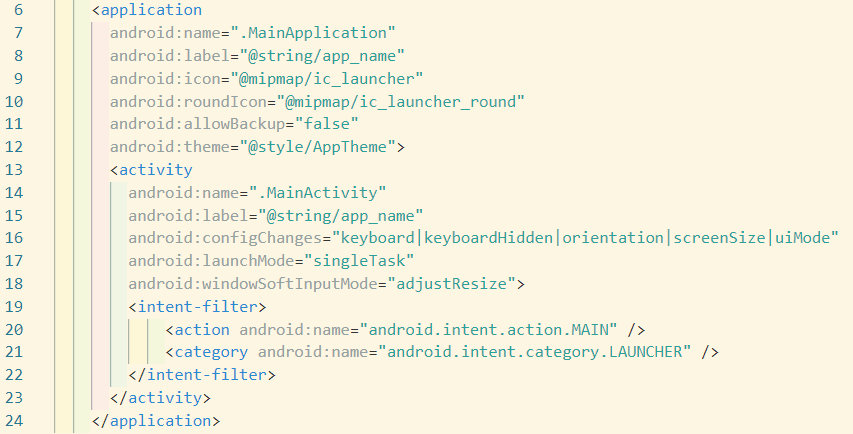 6 <application
7 android:name=".MainApplication"
8 android:label="@string/app_name"
9 android:icon="@mipmap/ic_launcher"
10 android:roundIcon="@mipmap/ic_launcher_round"
11 android:allowBackup="false"
12 android:theme="@style/AppTheme">
13 <activity
14 android:name=".MainActivity"
15 android:label="@string/app_name"
16 android:configChanges="keyboard|keyboardHidden|orientation|screenSize|uiMode"
17 android:launchMode="singleTask"
18 android:windowSoftInputMode="adjustResize">
19 <intent-filter>
20 <action android:name="android.intent.action.MAIN" />
21 <category android:name="android.intent.category.LAUNCHER" />
22 </intent-filter>
23 </activity>
24 </application>